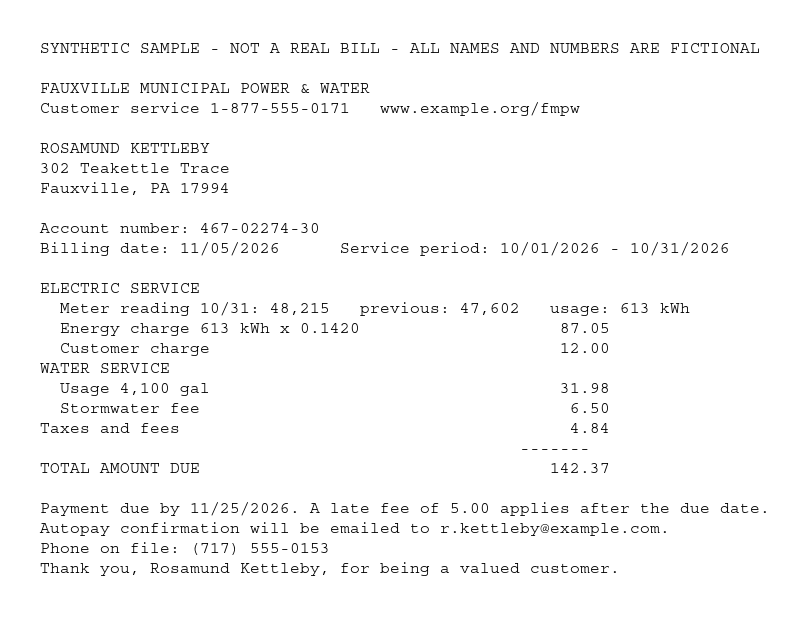 SYNTHETIC SAMPLE - NOT A REAL BILL - ALL NAMES AND NUMBERS ARE FICTIONAL
FAUXVILLE MUNICIPAL POWER & WATER
Customer service 1-877-555-0171   www.example.org/fmpw
ROSAMUND KETTLEBY
302 Teakettle Trace
Fauxville, PA 17994
Account number: 467-02274-30
Billing date: 11/05/2026      Service period: 10/01/2026 - 10/31/2026
ELECTRIC SERVICE
  Meter reading 10/31: 48,215   previous: 47,602   usage: 613 kWh
  Energy charge 613 kWh x 0.1420                    87.05
  Customer charge                                   12.00
WATER SERVICE
  Usage 4,100 gal                                   31.98
  Stormwater fee                                     6.50
Taxes and fees                                       4.84
                                                -------
TOTAL AMOUNT DUE                                   142.37
Payment due by 11/25/2026. A late fee of 5.00 applies after the due date.
Autopay confirmation will be emailed to r.kettleby@example.com.
Phone on file: (717) 555-0153
Thank you, Rosamund Kettleby, for being a valued customer.